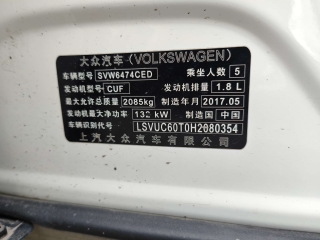 大众汽车(VOLKSWAGEN)
车辆型号 SVW6474CED 乘坐人数 5
发动机型号 CUF 发动机排量 1.8 L
最大允许总质量 2085kg 制造年月 2017.05
发动机最大净功率 132 kW 制造国 中国
车辆识别代号 LSVUC60T0H2080354
上汽大众汽车有限公司